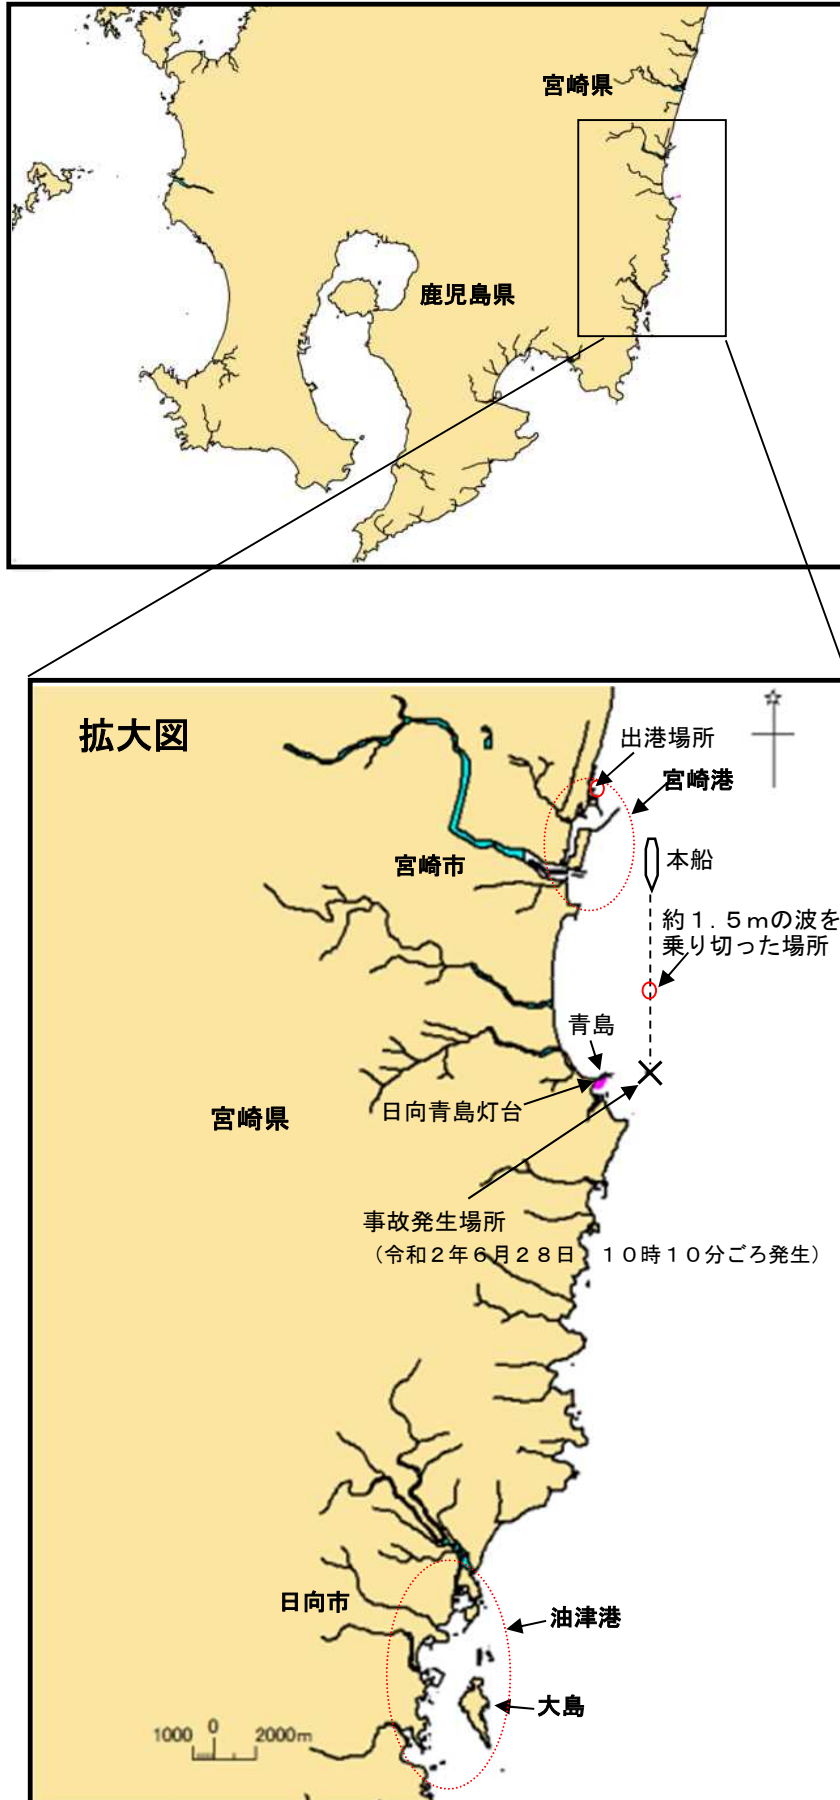 宮崎県
鹿児島県
拡大図
出港場所
宮崎港
宮崎市
本船
約1.5mの波を
乗り切った場所
青島
日向青島灯台
宮崎県
事故発生場所
（令和2年6月28日 10時10分ごろ発生）
日向市
油津港
大島
1000 0 2000m